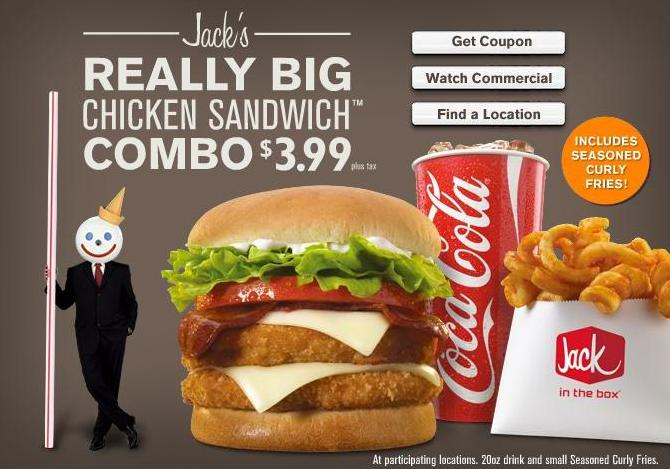 Jack's
REALLY BIG
CHICKEN SANDWICH™
COMBO $3.99
plus tax
Get Coupon
Watch Commercial
Find a Location
INCLUDES
SEASONED
CURLY
FRIES!
Coca-Cola
Jack
in the box®
At participating locations. 20oz drink and small Seasoned Curly Fries.